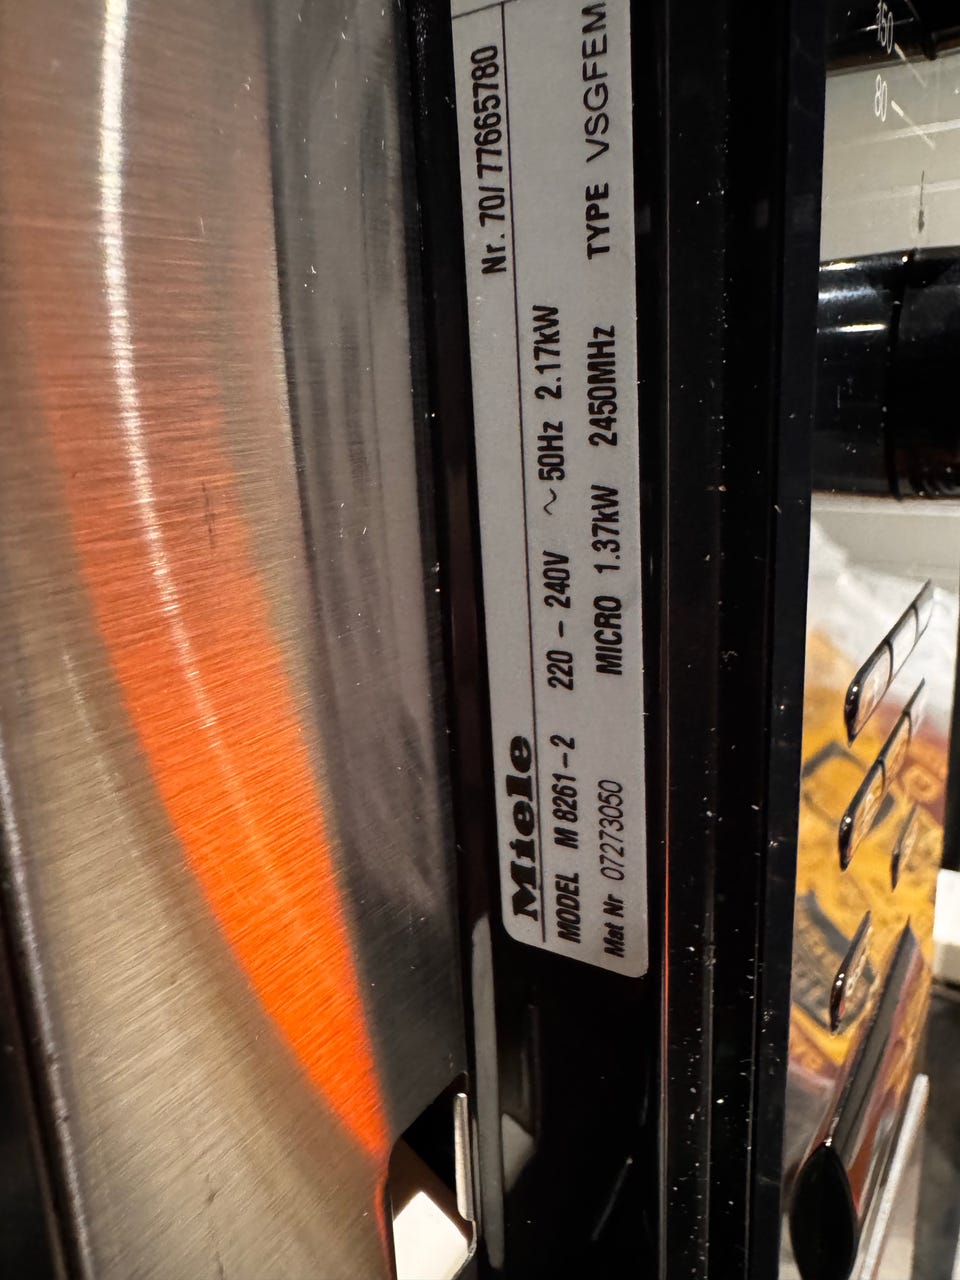 Miele Nr. 70/ 77665780
MODEL M 8261-2 220 - 240V ~ 50Hz 2.17kW
Mat Nr 07273050 MICRO 1.37kW 2450MHz TYPE VSGFEM
150
80